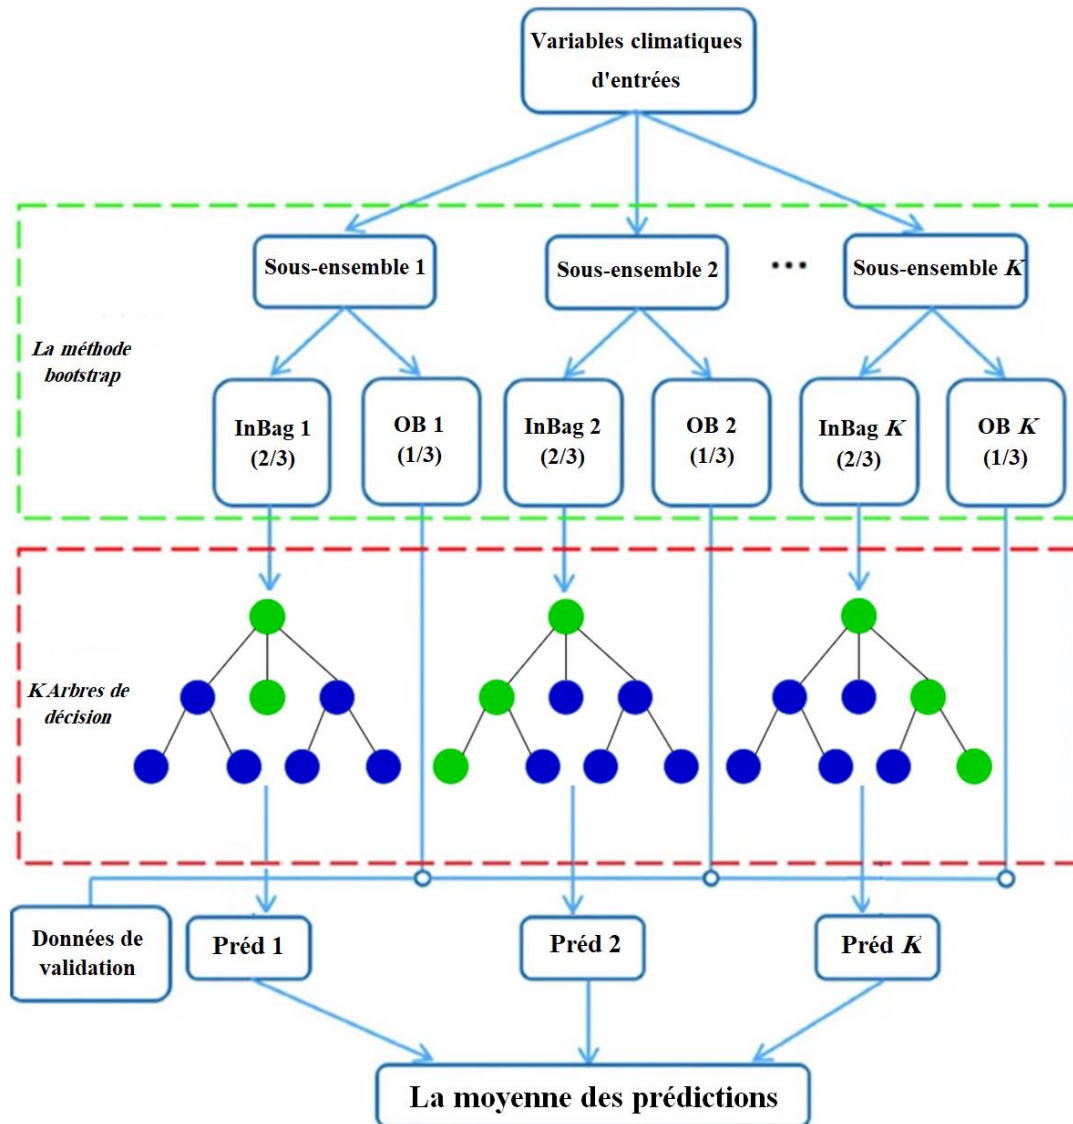 Variables climatiques
d'entrées
Sous-ensemble 1
Sous-ensemble 2
...
Sous-ensemble K
La méthode
bootstrap
InBag 1
(2/3)
OB 1
(1/3)
InBag 2
(2/3)
OB 2
(1/3)
InBag K
(2/3)
OB K
(1/3)
K Arbres de
décision
Données de
validation
Préd 1
Préd 2
Préd K
La moyenne des prédictions